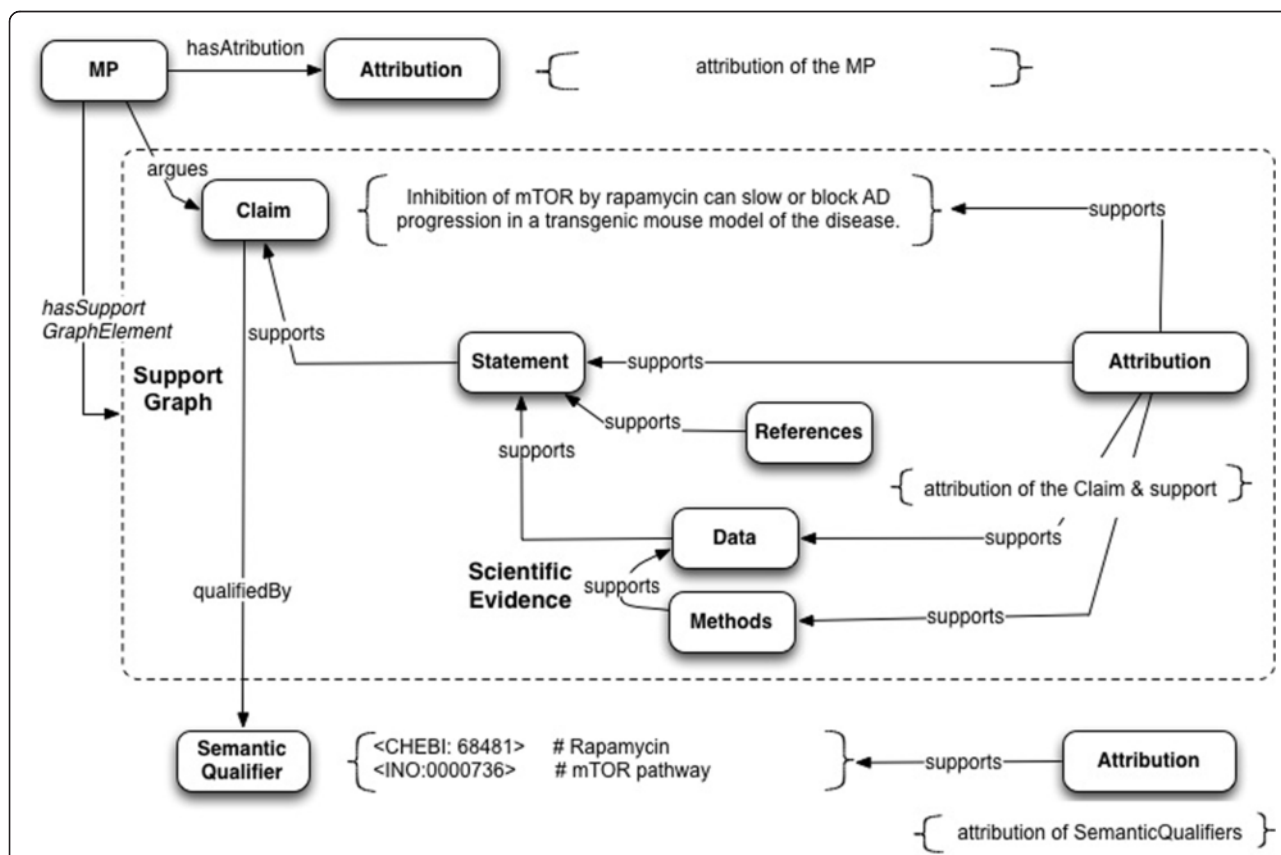 MP
hasAtribution
Attribution
attribution of the MP
argues
Claim
Inhibition of mTOR by rapamycin can slow or block AD
progression in a transgenic mouse model of the disease.
supports
hasSupport
GraphElement
supports
Support
Graph
Statement
supports
Attribution
supports
References
supports
attribution of the Claim & support
Data
supports
Scientific
Evidence
supports
qualifiedBy
Methods
supports
Semantic
Qualifier
<CHEBI: 68481> # Rapamycin
<INO:0000736> # mTOR pathway
supports
Attribution
attribution of SemanticQualifiers